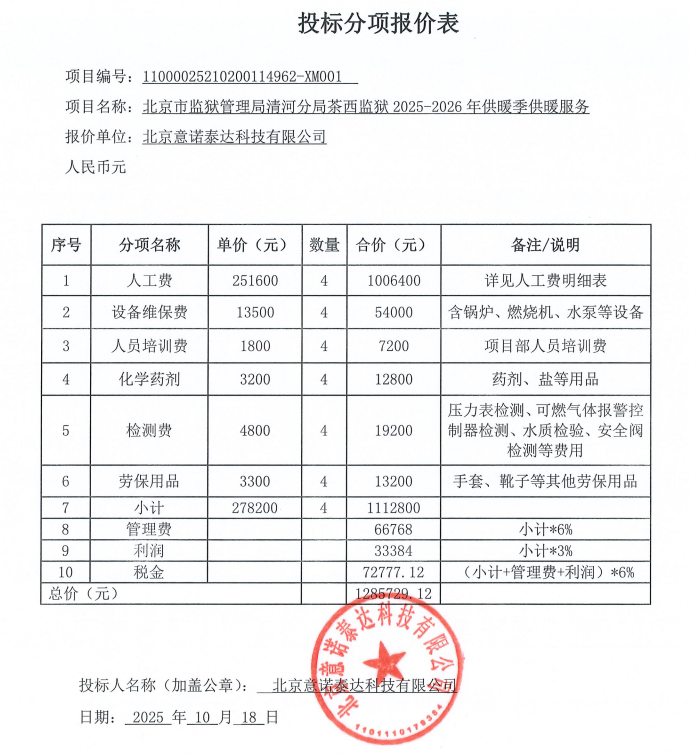 投标分项报价表
项目编号：11000025210200114962-XM001
项目名称：北京市监狱管理局清河分局茶西监狱 2025-2026 年供暖季供暖服务
报价单位：北京意诺泰达科技有限公司
人民币元
序号 分项名称 单价（元） 数量 合价（元） 备注/说明
1 人工费 251600 4 1006400 详见人工费明细表
2 设备维保费 13500 4 54000 含锅炉、燃烧机、水泵等设备
3 人员培训费 1800 4 7200 项目部人员培训费
4 化学药剂 3200 4 12800 药剂、盐等用品
5 检测费 4800 4 19200 压力表检测、可燃气体报警控
制器检测、水质检验、安全阀
检测等费用
6 劳保用品 3300 4 13200 手套、靴子等其他劳保用品
7 小计 278200 4 1112800
8 管理费 66768 小计*6%
9 利润 33384 小计*3%
10 税金 72777.12 （小计+管理费+利润）*6%
总价（元） 1285729.12
投标人名称（加盖公章）： 北京意诺泰达科技有限公司
日期： 2025 年 10 月 18 日
北京意诺泰达科技有限公司
1101110179384